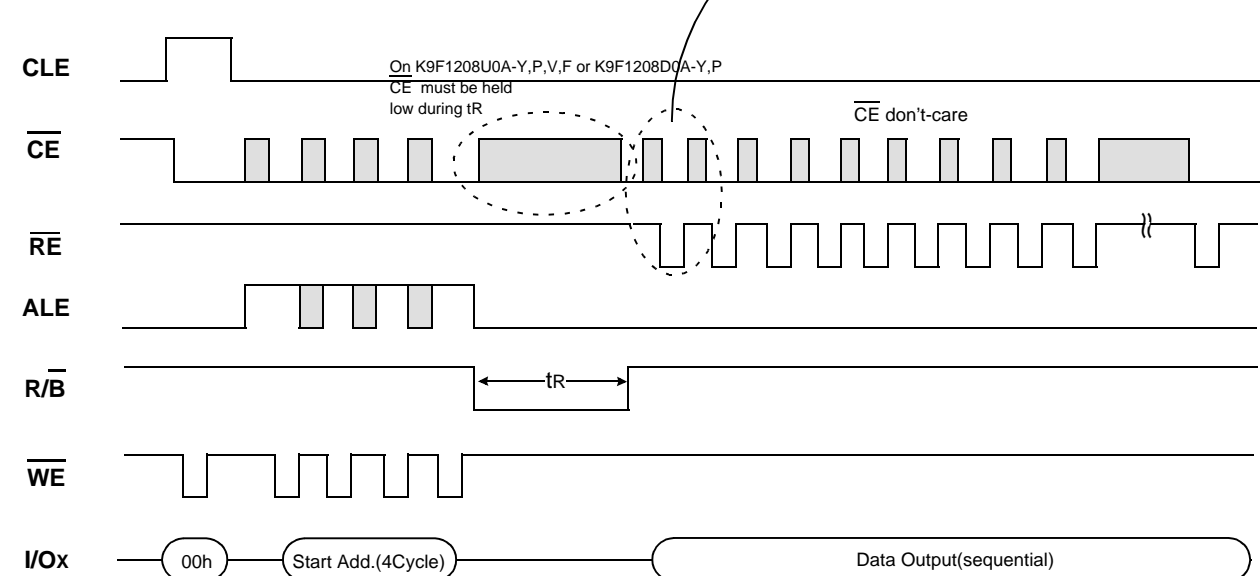 CLE
On K9F1208U0A-Y,P,V,F or K9F1208D0A-Y,P
CE must be held
low during tR
CE don't-care
CE
RE
ALE
R/B
tR
WE
I/Ox
00h
Start Add.(4Cycle)
Data Output(sequential)